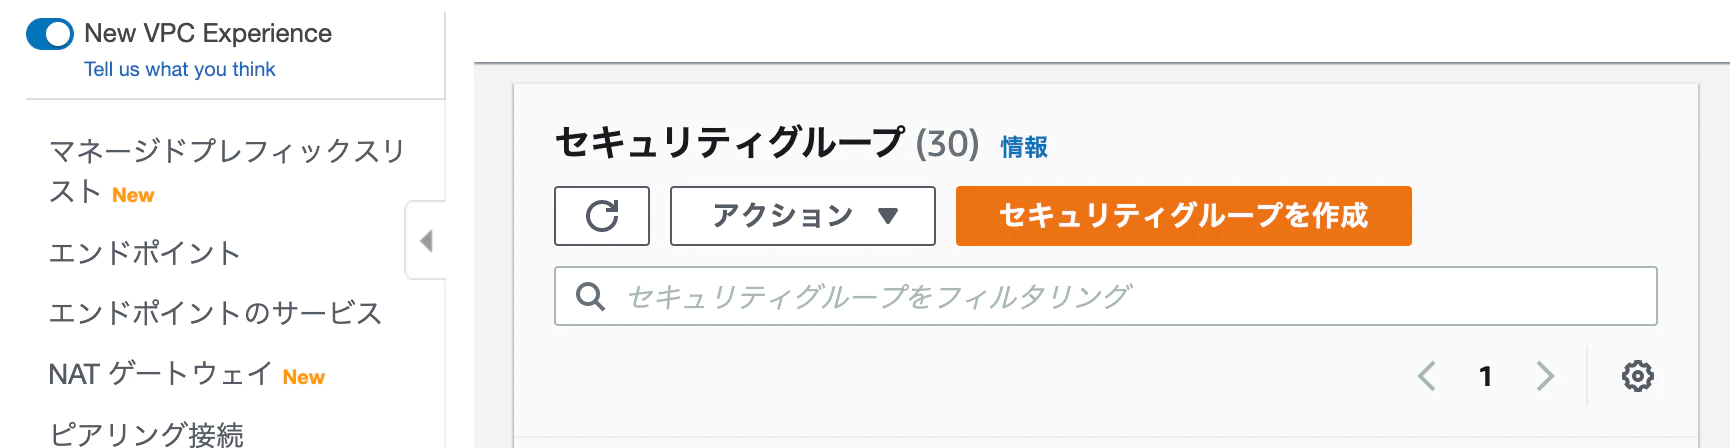 New VPC Experience
Tell us what you think
マネージドプレフィックスリ
スト New
エンドポイント
エンドポイントのサービス
NAT ゲートウェイ New
ピアリング接続
セキュリティグループ (30) 情報
アクション ▼ セキュリティグループを作成
セキュリティグループをフィルタリング
1